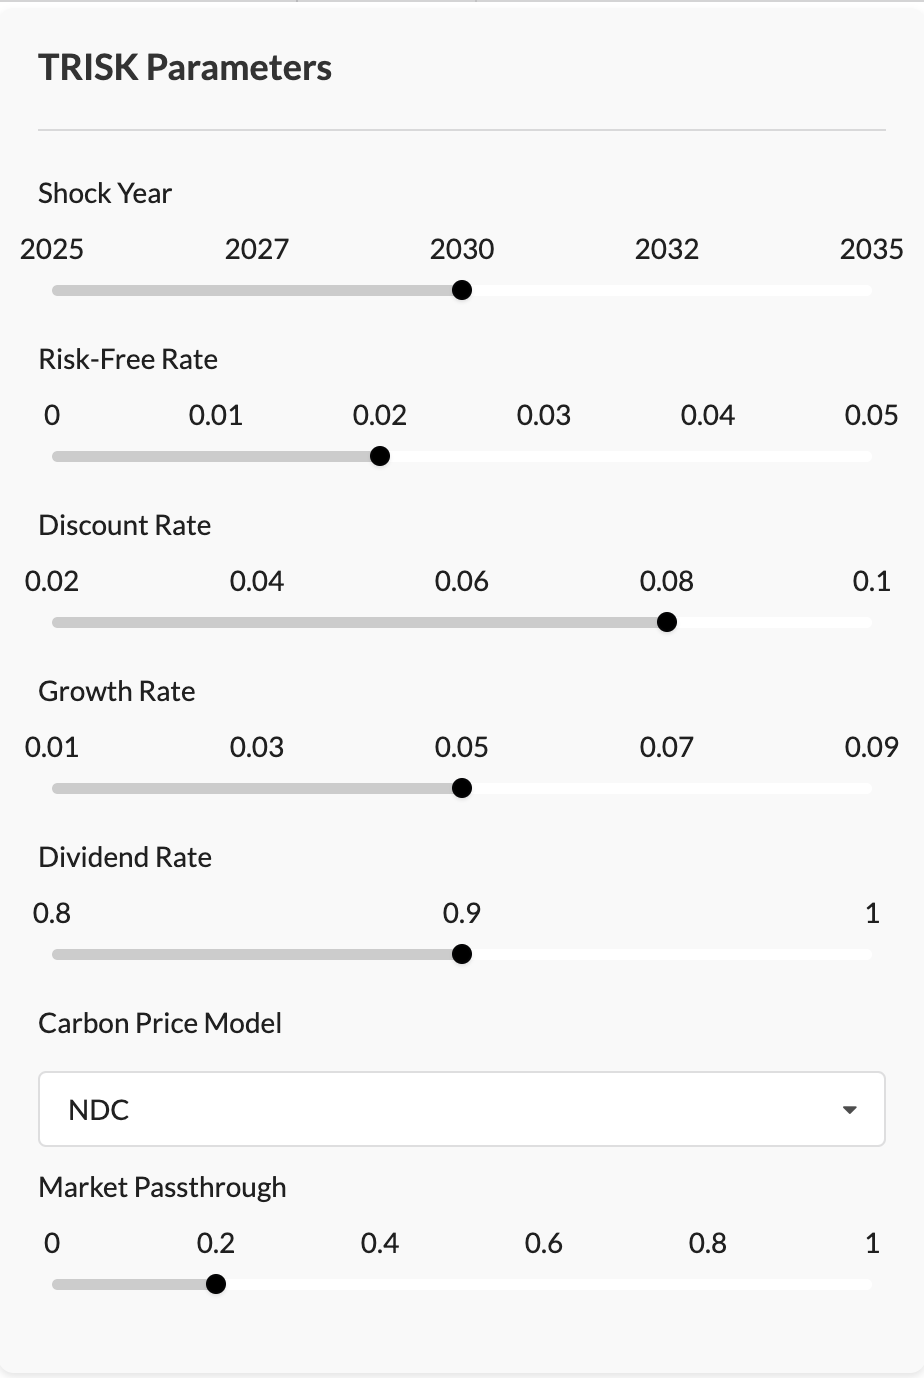 TRISK Parameters
Shock Year
2025 2027 2030 2032 2035
Risk-Free Rate
0 0.01 0.02 0.03 0.04 0.05
Discount Rate
0.02 0.04 0.06 0.08 0.1
Growth Rate
0.01 0.03 0.05 0.07 0.09
Dividend Rate
0.8 0.9 1
Carbon Price Model
NDC
Market Passthrough
0 0.2 0.4 0.6 0.8 1